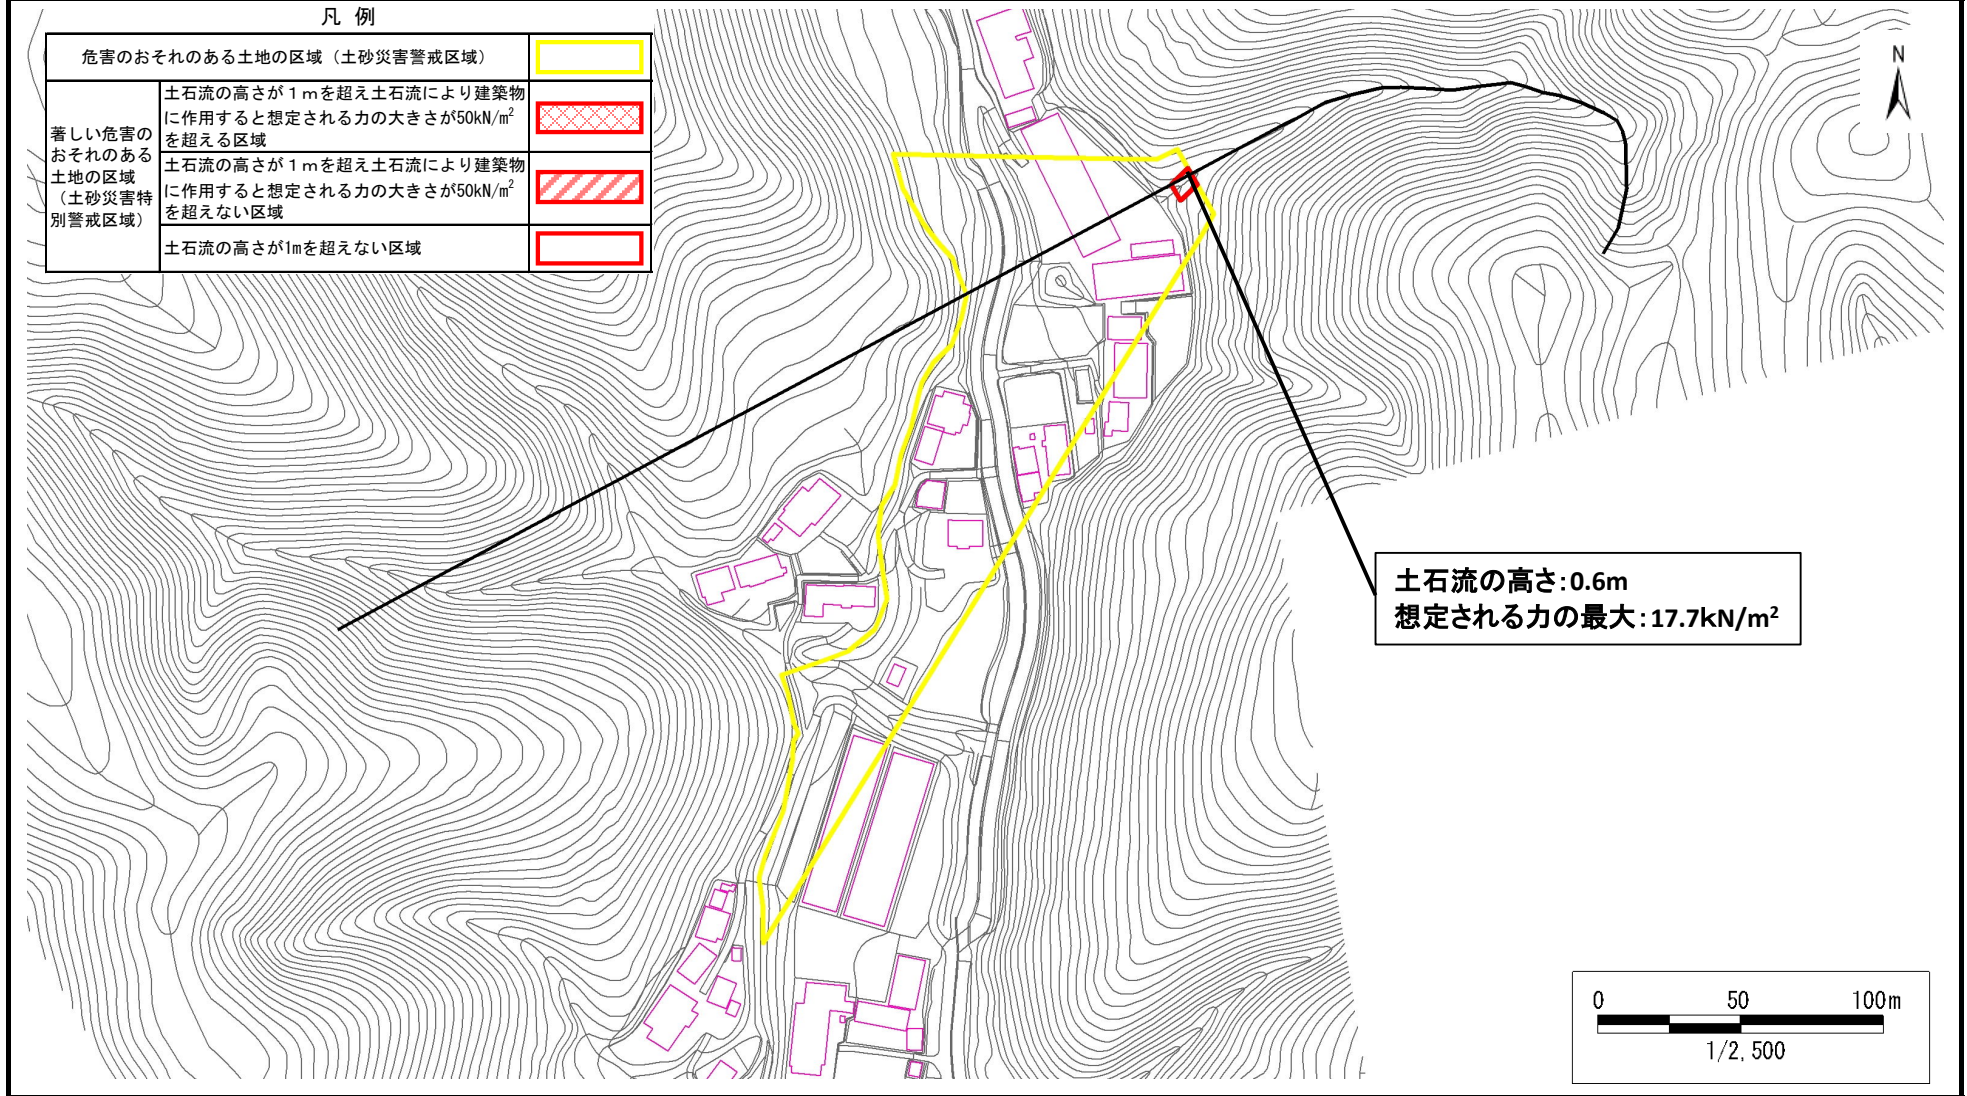 凡 例
危害のおそれのある土地の区域（土砂災害警戒区域）
著しい危害の
おそれのある
土地の区域
（土砂災害特
別警戒区域）
土石流の高さが１ｍを超え土石流により建築物
に作用すると想定される力の大きさが50kN/m²
を超える区域
土石流の高さが１ｍを超え土石流により建築物
に作用すると想定される力の大きさが50kN/m²
を超えない区域
土石流の高さが1mを超えない区域
N
土石流の高さ：0.6m
想定される力の最大：17.7kN/m²
0 50 100m
1/2,500